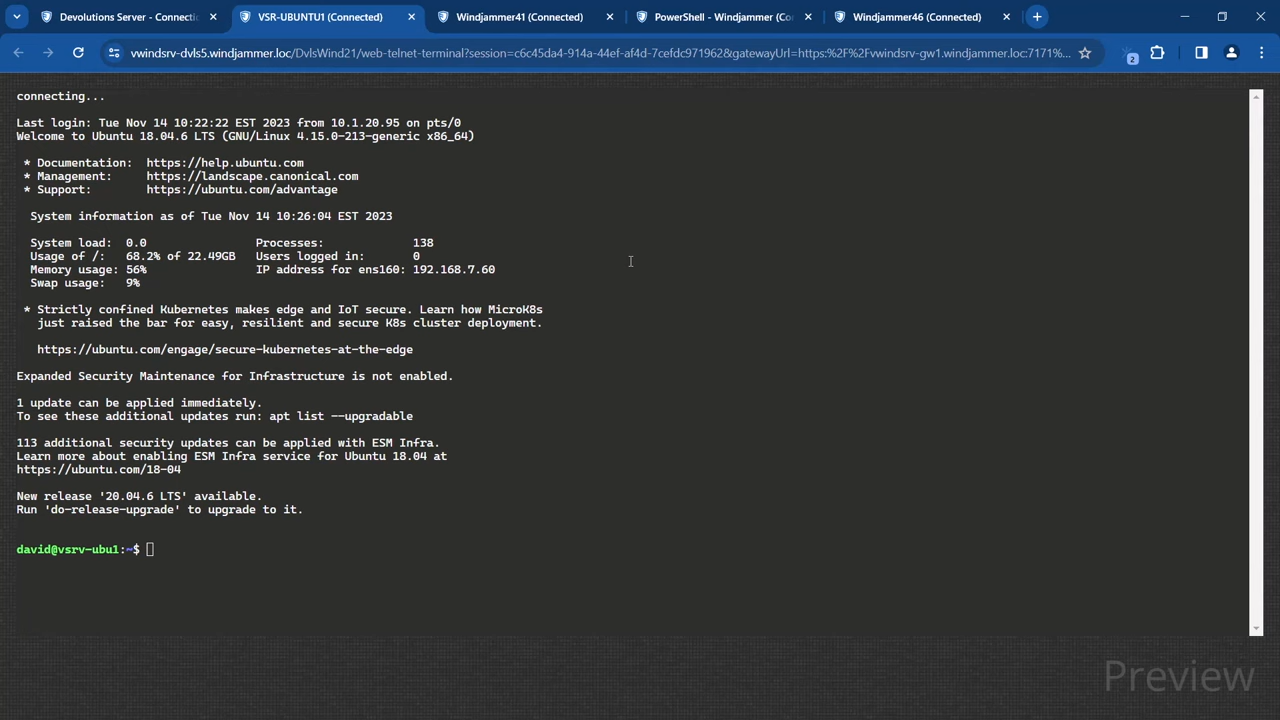 Devolutions Server - Connecti
VSR-UBUNTU1 (Connected)
Windjammer41 (Connected)
PowerShell - Windjammer (Cor
Windjammer46 (Connected)
vwindsrv-dvls5.windjammer.loc/DvlsWind21/web-telnet-terminal?session=c6c45da4-914a-44ef-af4d-7cefdc971962&gatewayUrl=https:%2F%2Fvwindsrv-gw1.windjammer.loc:7171%...
2
connecting...
Last login: Tue Nov 14 10:22:22 EST 2023 from 10.1.20.95 on pts/0
Welcome to Ubuntu 18.04.6 LTS (GNU/Linux 4.15.0-213-generic x86_64)
* Documentation: https://help.ubuntu.com
* Management: https://landscape.canonical.com
* Support: https://ubuntu.com/advantage
System information as of Tue Nov 14 10:26:04 EST 2023
System load: 0.0 Processes: 138
Usage of /: 68.2% of 22.49GB Users logged in: 0
Memory usage: 56% IP address for ens160: 192.168.7.60
Swap usage: 9%
* Strictly confined Kubernetes makes edge and IoT secure. Learn how MicroK8s
just raised the bar for easy, resilient and secure K8s cluster deployment.
https://ubuntu.com/engage/secure-kubernetes-at-the-edge
Expanded Security Maintenance for Infrastructure is not enabled.
1 update can be applied immediately.
To see these additional updates run: apt list --upgradable
113 additional security updates can be applied with ESM Infra.
Learn more about enabling ESM Infra service for Ubuntu 18.04 at
https://ubuntu.com/18-04
New release '20.04.6 LTS' available.
Run 'do-release-upgrade' to upgrade to it.
david@vsrv-ubu1:~$
Preview